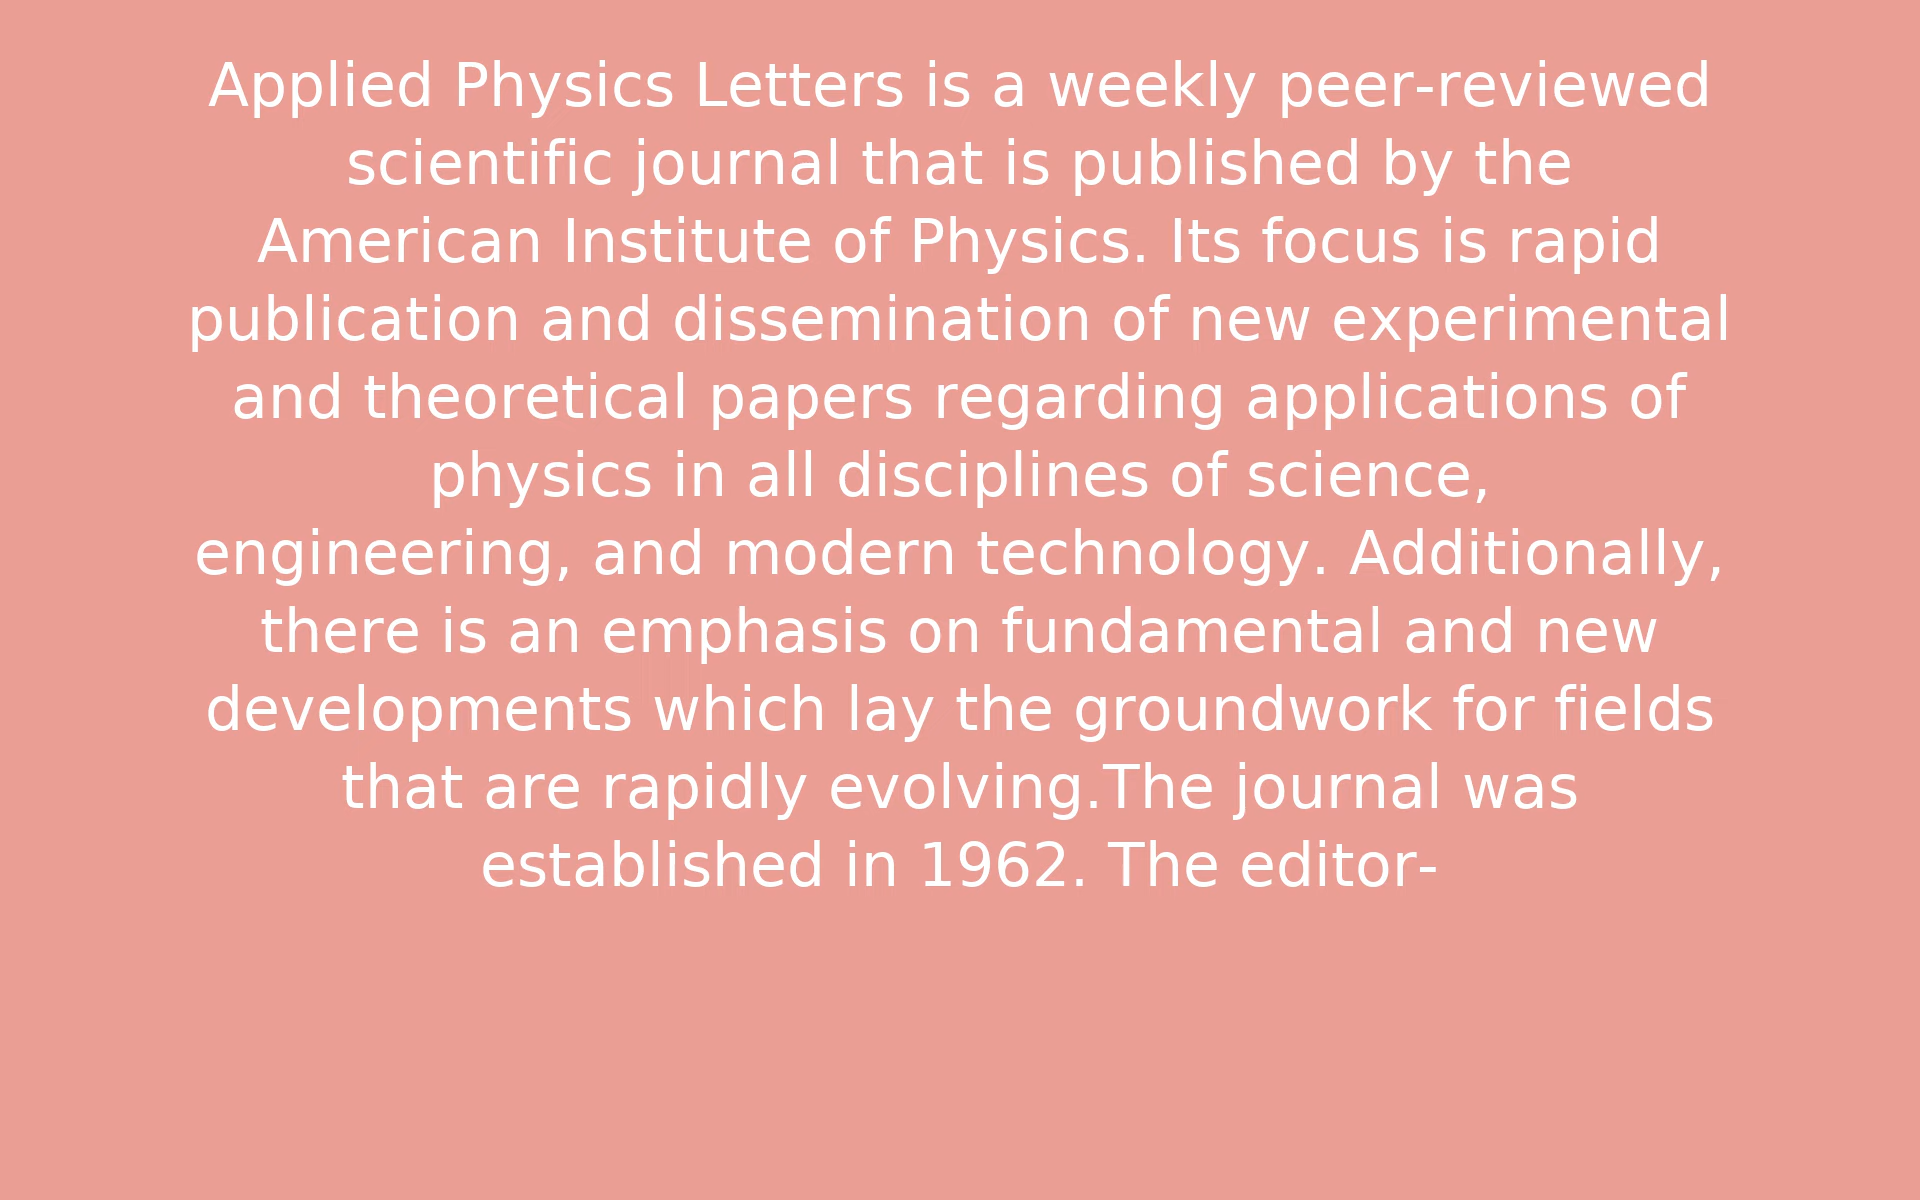 Applied Physics Letters is a weekly peer-reviewed
scientific journal that is published by the
American Institute of Physics. Its focus is rapid
publication and dissemination of new experimental
and theoretical papers regarding applications of
physics in all disciplines of science,
engineering, and modern technology. Additionally,
there is an emphasis on fundamental and new
developments which lay the groundwork for fields
that are rapidly evolving.The journal was
established in 1962. The editor-